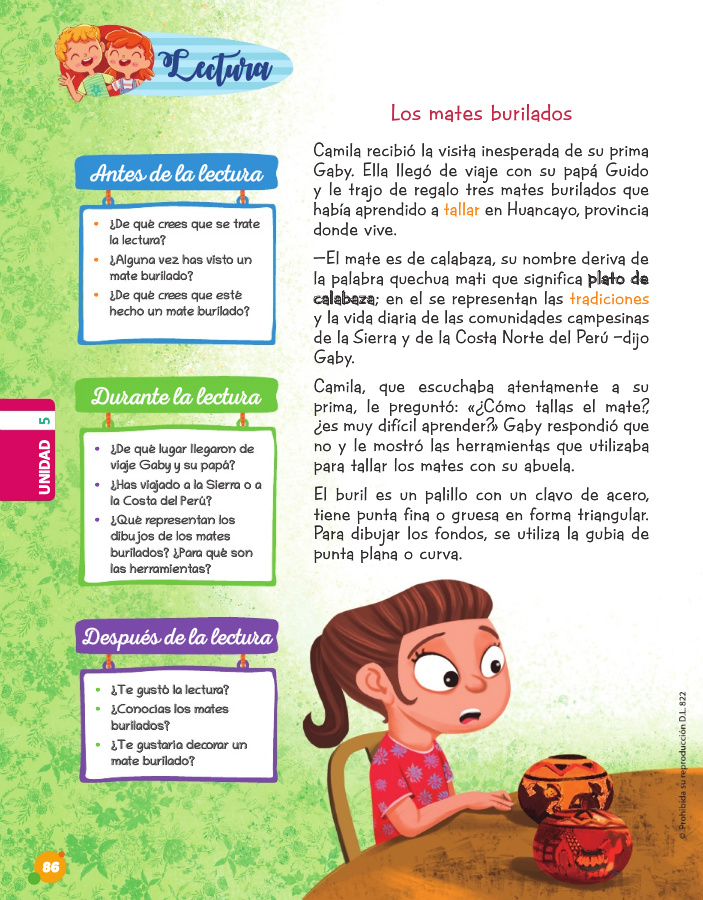 Lectura
Los mates burilados
Camila recibió la visita inesperada de su prima
Gaby. Ella llegó de viaje con su papá Guido
y le trajo de regalo tres mates burilados que
había aprendido a tallar en Huancayo, provincia
donde vive.
—El mate es de calabaza, su nombre deriva de
la palabra quechua mati que significa plato de
calabaza; en el se representan las tradiciones
y la vida diaria de las comunidades campesinas
de la Sierra y de la Costa Norte del Perú —dijo
Gaby.
Camila, que escuchaba atentamente a su
prima, le preguntó: «¿Cómo tallas el mate?,
¿es muy difícil aprender?» Gaby respondió que
no y le mostró las herramientas que utilizaba
para tallar los mates con su abuela.
El buril es un palillo con un clavo de acero,
tiene punta fina o gruesa en forma triangular.
Para dibujar los fondos, se utiliza la gubia de
punta plana o curva.
Antes de la lectura
• ¿De qué crees que se trate
la lectura?
• ¿Alguna vez has visto un
mate burilado?
• ¿De qué crees que esté
hecho un mate burilado?
Durante la lectura
• ¿De qué lugar llegaron de
viaje Gaby y su papá?
• ¿Has viajado a la Sierra o a
la Costa del Perú?
• ¿Qué representan los
dibujos de los mates
burilados? ¿Para qué son
las herramientas?
Después de la lectura
• ¿Te gustó la lectura?
• ¿Conocías los mates
burilados?
• ¿Te gustaría decorar un
mate burilado?
UNIDAD 5
© Prohibida su reproducción D.L. 822
86